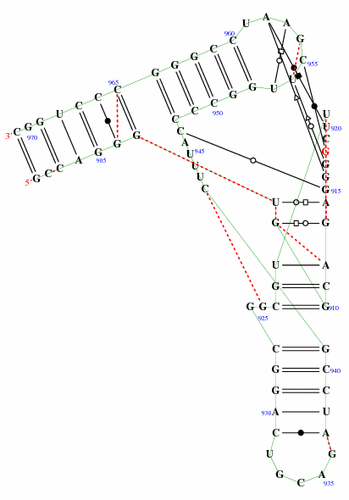 3' C G G U C C C C G G G C C U A A G C U
970 965 960 955
5' G C C A G A G G G
905
C C C G G U U
950
A U U U C
945
U U C G G G A G A C G
920 915 910
U G U G C
G G
925
C G G A C U G C A G A U C C G
930 935 940